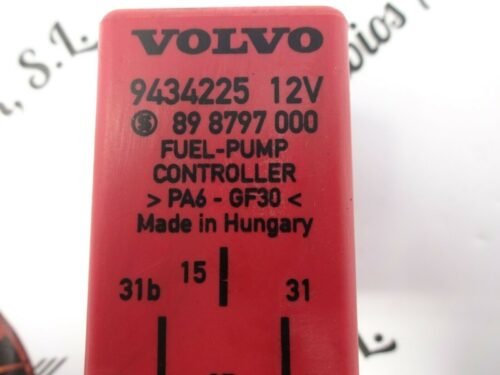 VOLVO
9434225 12V
89 8797 000
FUEL-PUMP
CONTROLLER
> PA6 - GF30 <
Made in Hungary
15
31b 31